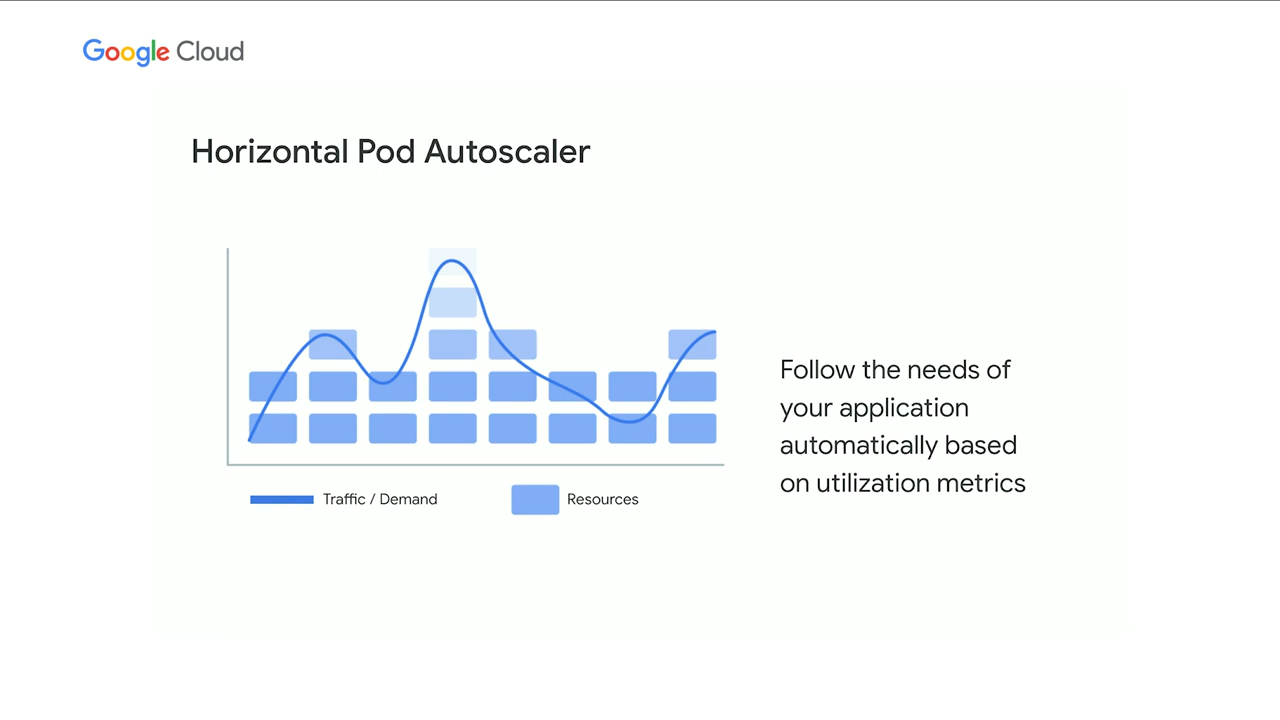 Google Cloud
Horizontal Pod Autoscaler
Follow the needs of
your application
automatically based
on utilization metrics
Traffic / Demand
Resources